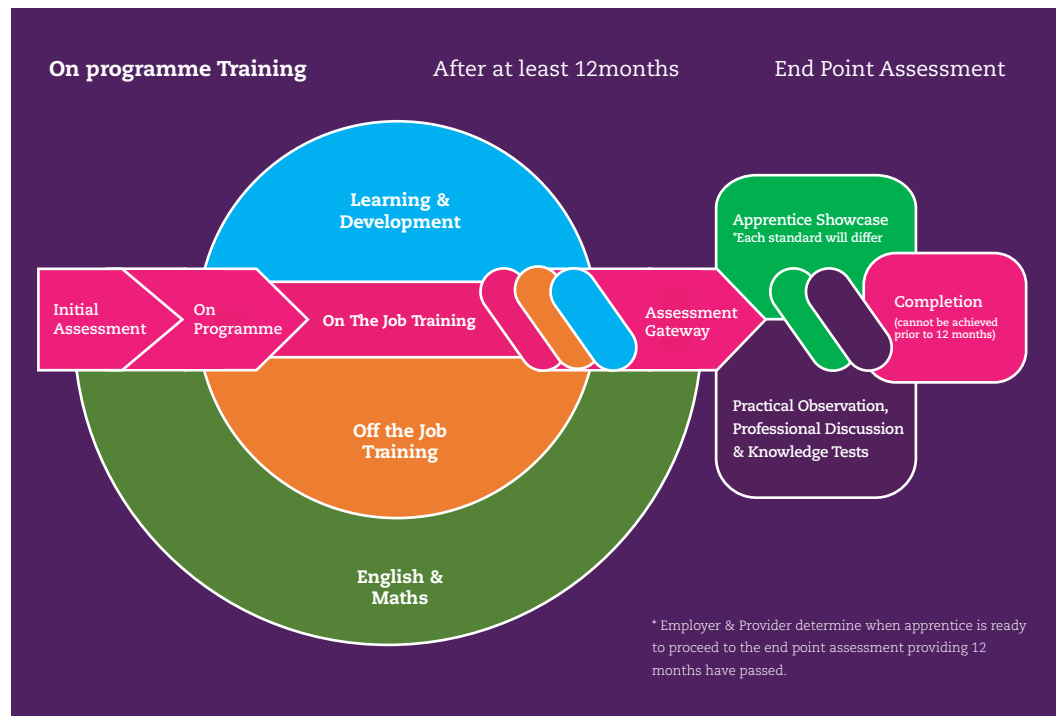 On programme Training
After at least 12months
End Point Assessment
Learning &
Development
Initial
Assessment
On
Programme
On The Job Training
Assessment
Gateway
Apprentice Showcase
*Each standard will differ
Completion
(cannot be achieved
prior to 12 months)
Off the Job
Training
Practical Observation,
Professional Discussion
& Knowledge Tests
English &
Maths
* Employer & Provider determine when apprentice is ready
to proceed to the end point assessment providing 12
months have passed.